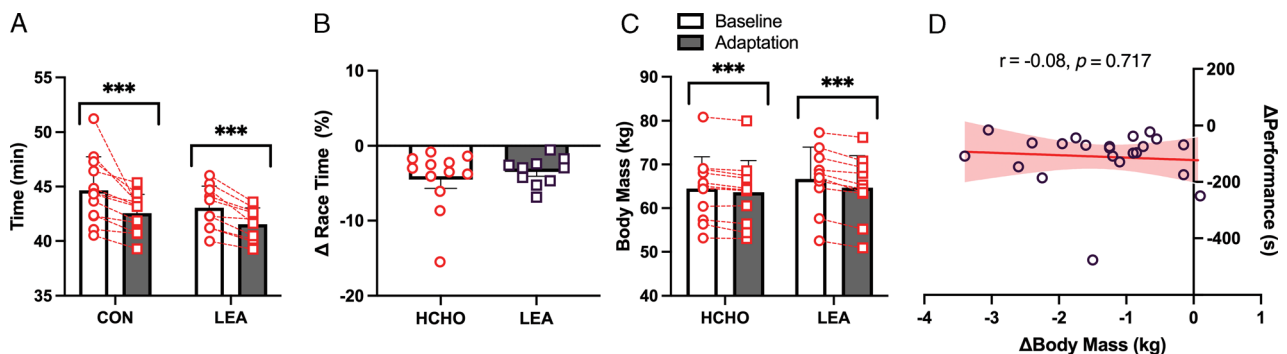 A
Time (min)
55
50
45
40
35
***
***
CON
LEA
B
Δ Race Time (%)
10
0
-10
-20
HCHO
LEA
C
Baseline
Adaptation
Body Mass (kg)
90
80
70
60
50
40
***
***
HCHO
LEA
D
r = -0.08, p = 0.717
200
0
-200
-400
ΔPerformance (s)
-4
-3
-2
-1
0
1
ΔBody Mass (kg)